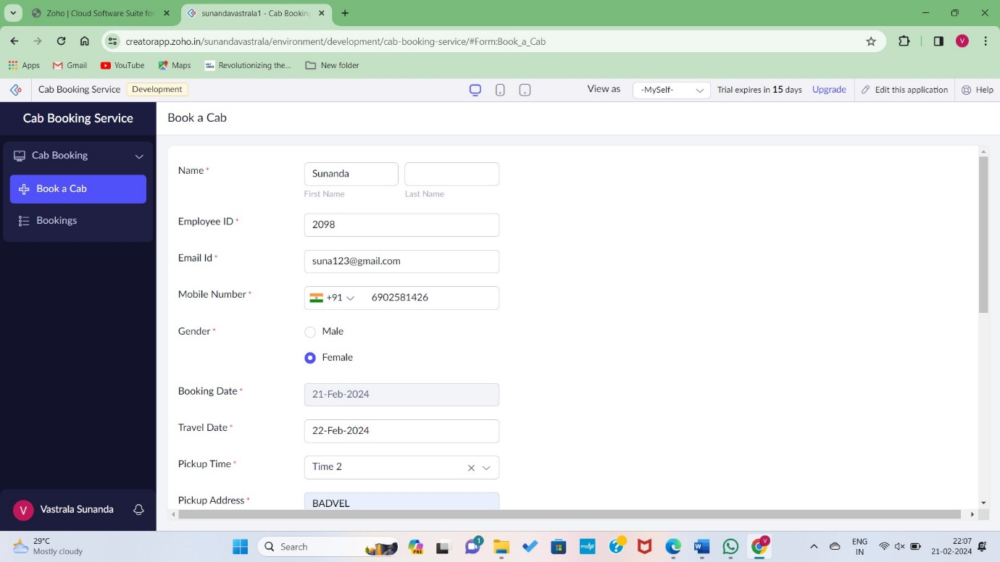 Zoho | Cloud Software Suite for
sunandavastrala1 - Cab Booking
creatorapp.zoho.in/sunandavastrala/environment/development/cab-booking-service/#Form:Book_a_Cab
V
Apps Gmail YouTube Maps Revolutionizing the... New folder
Cab Booking Service Development View as -MySelf- Trial expires in 15 days Upgrade Edit this application Help
Cab Booking Service
Book a Cab
Cab Booking
Book a Cab
Bookings
Name * Sunanda
First Name Last Name
Employee ID * 2098
Email Id * suna123@gmail.com
Mobile Number * +91 6902581426
Gender * Male
Female
Booking Date * 21-Feb-2024
Travel Date * 22-Feb-2024
Pickup Time * Time 2
Pickup Address * BADVEL
V Vastrala Sunanda
29°C
Mostly cloudy
Search
PRE
1
V
ENG
IN
22:07
21-02-2024